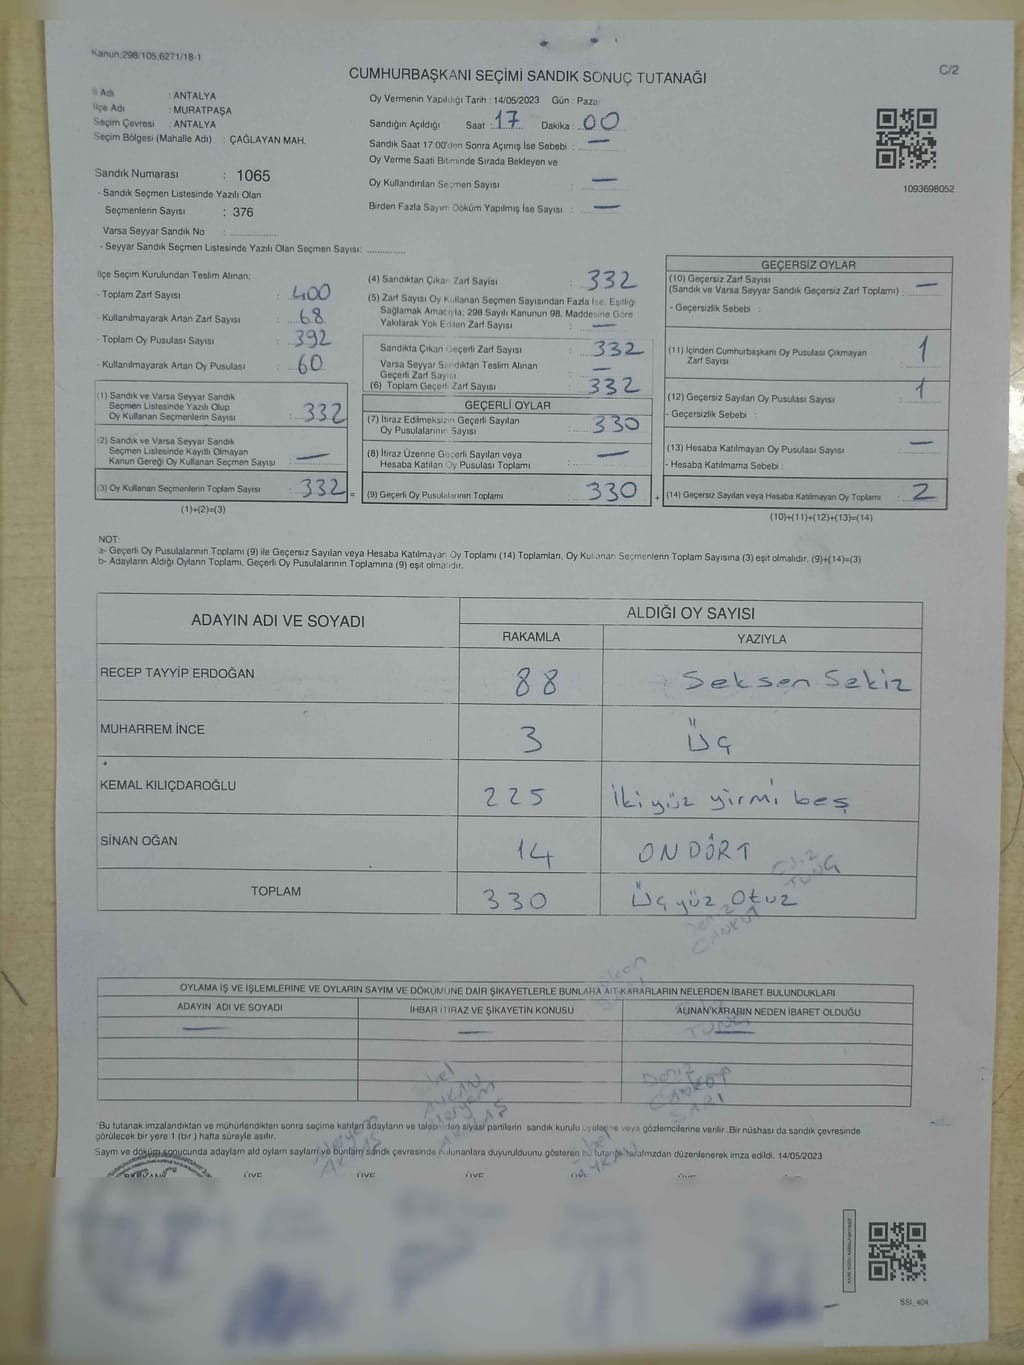 Kanun:298/105,6271/18-1
C/2
CUMHURBAŞKANI SEÇİMİ SANDIK SONUÇ TUTANAĞI
İl Adı : ANTALYA
İlçe Adı : MURATPAŞA
Seçim Çevresi : ANTALYA
Seçim Bölgesi (Mahalle Adı) : ÇAĞLAYAN MAH.
Sandık Numarası : 1065
- Sandık Seçmen Listesinde Yazılı Olan
Seçmenlerin Sayısı : 376
Varsa Seyyar Sandık No :
- Seyyar Sandık Seçmen Listesinde Yazılı Olan Seçmen Sayısı:
Oy Vermenin Yapıldığı Tarih : 14/05/2023 Gün : Pazar
Sandığın Açıldığı Saat : 17 Dakika : 00
Sandık Saat 17:00'den Sonra Açımış İse Sebebi : —
Oy Verme Saati Bitiminde Sırada Bekleyen ve
Oy Kullandırılan Seçmen Sayısı : —
Birden Fazla Sayım Döküm Yapılmış İse Sayısı : —
1093698052
İlçe Seçim Kurulundan Teslim Alınan:
- Toplam Zarf Sayısı : 400
- Kullanılmayarak Artan Zarf Sayısı : 68
- Toplam Oy Pusulası Sayısı : 392
- Kullanılmayarak Artan Oy Pusulası : 60
(1) Sandık ve Varsa Seyyar Sandık
Seçmen Listesinde Yazılı Olup
Oy Kullanan Seçmenlerin Sayısı : 332
(2) Sandık ve Varsa Seyyar Sandık
Seçmen Listesinde Kayıtlı Olmayan
Kanun Gereği Oy Kullanan Seçmen Sayısı : —
(3) Oy Kullanan Seçmenlerin Toplam Sayısı : 332 =
(1)+(2)=(3)
(4) Sandıktan Çıkan Zarf Sayısı : 332
(5) Zarf Sayısı Oy Kullanan Seçmen Sayısından Fazla İse, Eşitliği
Sağlamak Amacıyla; 298 Sayılı Kanunun 98. Maddesine Göre
Yakılarak Yok Edilen Zarf Sayısı : —
Sandıkta Çıkan Geçerli Zarf Sayısı : 332
Varsa Seyyar Sandıktan Teslim Alınan
Geçerli Zarf Sayısı : —
(6) Toplam Geçerli Zarf Sayısı : 332
GEÇERLİ OYLAR
(7) İtiraz Edilmeksizin Geçerli Sayılan
Oy Pusulalarının Sayısı : 330
(8) İtiraz Üzerine Geçerli Sayılan veya
Hesaba Katılan Oy Pusulası Toplamı : —
(9) Geçerli Oy Pusulalarının Toplamı : 330 +
GEÇERSİZ OYLAR
(10) Geçersiz Zarf Sayısı
(Sandık ve Varsa Seyyar Sandık Geçersiz Zarf Toplamı) : —
- Geçersizlik Sebebi :
(11) İçinden Cumhurbaşkanı Oy Pusulası Çıkmayan
Zarf Sayısı : 1
(12) Geçersiz Sayılan Oy Pusulası Sayısı : 1
- Geçersizlik Sebebi :
(13) Hesaba Katılmayan Oy Pusulası Sayısı : —
- Hesaba Katılmama Sebebi :
(14) Geçersiz Sayılan veya Hesaba Katılmayan Oy Toplamı : 2
(10)+(11)+(12)+(13)=(14)
NOT:
a- Geçerli Oy Pusulalarının Toplamı (9) ile Geçersiz Sayılan veya Hesaba Katılmayan Oy Toplamı (14) Toplamları, Oy Kullanan Seçmenlerin Toplam Sayısına (3) eşit olmalıdır. (9)+(14)=(3)
b- Adayların Aldığı Oyların Toplamı, Geçerli Oy Pusulalarının Toplamına (9) eşit olmalıdır.
ADAYIN ADI VE SOYADI
ALDIĞI OY SAYISI
RAKAMLA YAZIYLA
RECEP TAYYİP ERDOĞAN 88 Seksen Sekiz
MUHARREM İNCE 3 Üç
KEMAL KILIÇDAROĞLU 225 İkiyüz yirmi beş
SİNAN OĞAN 14 ON DÖRT
TOPLAM 330 Üçyüz Otuz
OYLAMA İŞ VE İŞLEMLERİNE VE OYLARIN SAYIM VE DÖKÜMÜNE DAİR ŞİKAYETLERLE BUNLARA AİT KARARLARIN NELERDEN İBARET BULUNDUKLARI
ADAYIN ADI VE SOYADI İHBAR İTİRAZ VE ŞİKAYETİN KONUSU ALINAN KARARIN NEDEN İBARET OLDUĞU
— — —
*Bu tutanak imzalandıktan ve mühürlendikten sonra seçime katılan adayların ve talep eden siyasi partilerin sandık kurulu üyelerine veya gözlemcilerine verilir .Bir nüshası da sandık çevresinde
görülecek bir yere 1 (bir ) hafta süreyle asılır.
Sayım ve döküm sonucunda adayların aldı oyların sayıları ve bunların sandık çevresinde bulunanlara duyurulduunu gösteren bu tutanak tarafımızdan düzenlenerek imza edildi. 14/05/2023
BAŞKAN ÜYE ÜYE ÜYE ÜYE ÜYE
SSI_404